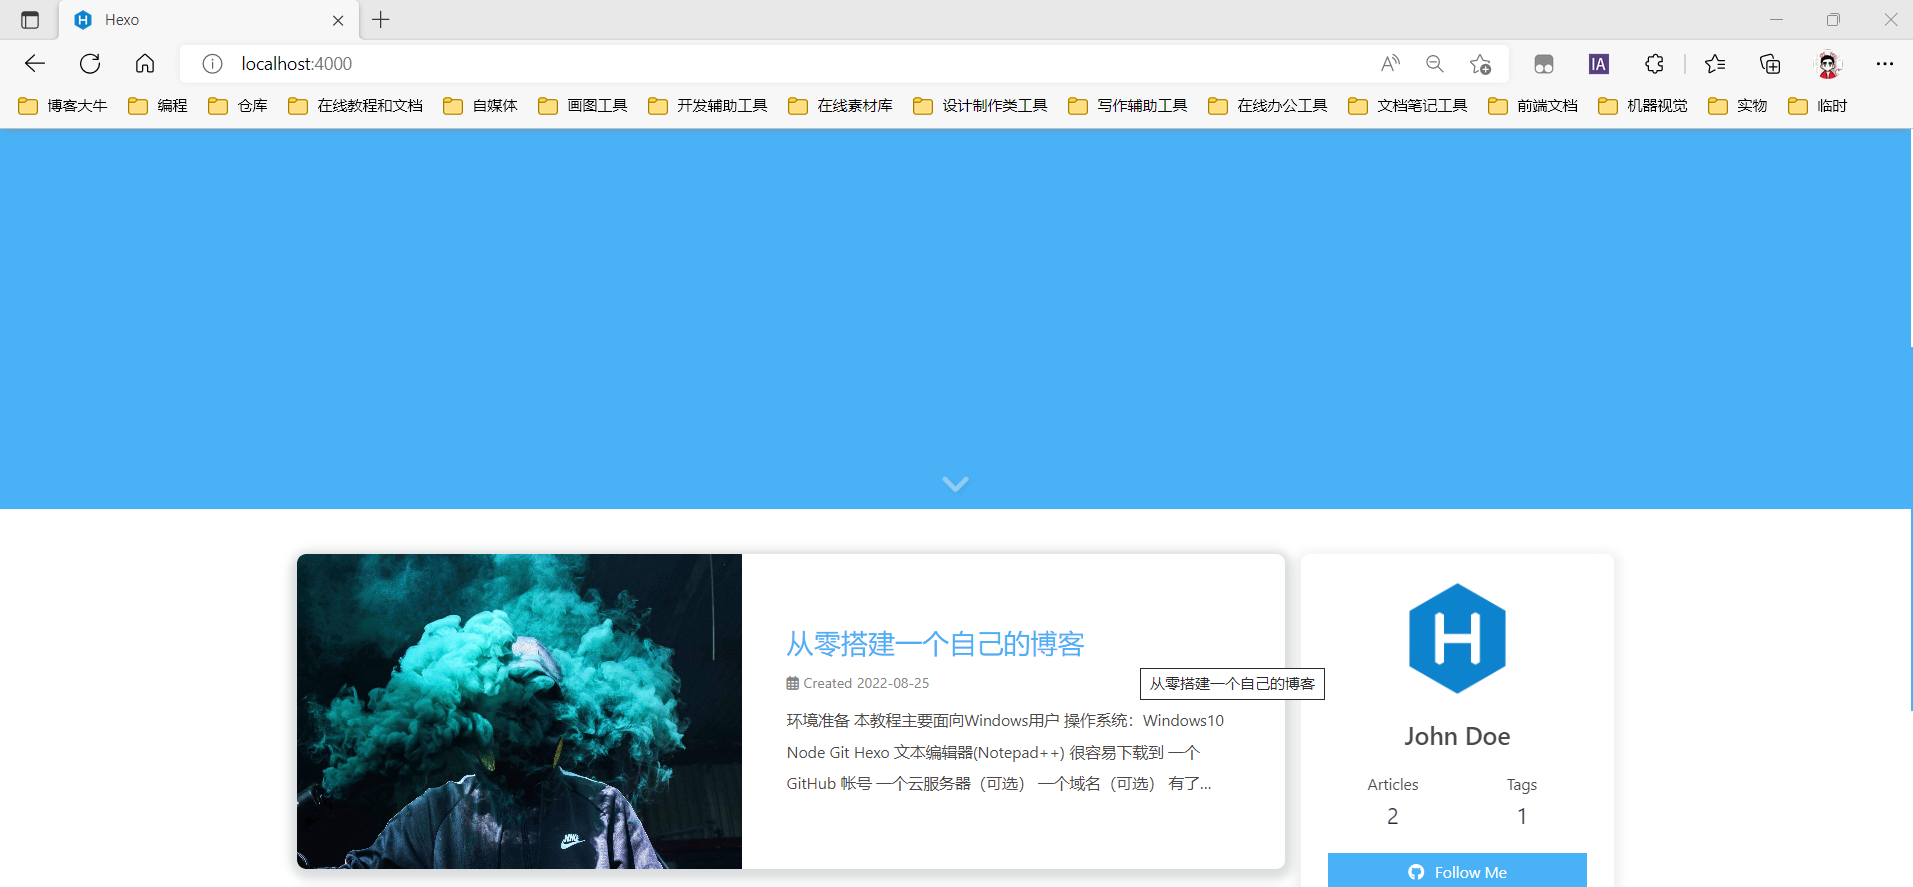 Hexo
localhost:4000
IA
博客大牛 编程 仓库 在线教程和文档 自媒体 画图工具 开发辅助工具 在线素材库 设计制作类工具 写作辅助工具 在线办公工具 文档笔记工具 前端文档 机器视觉 实物 临时
从零搭建一个自己的博客
Created 2022-08-25
从零搭建一个自己的博客
环境准备 本教程主要面向Windows用户 操作系统：Windows10
Node Git Hexo 文本编辑器(Notepad++) 很容易下载到 一个
GitHub 帐号 一个云服务器（可选） 一个域名（可选） 有了...
NIKE
H
John Doe
Articles Tags
2 1
Follow Me